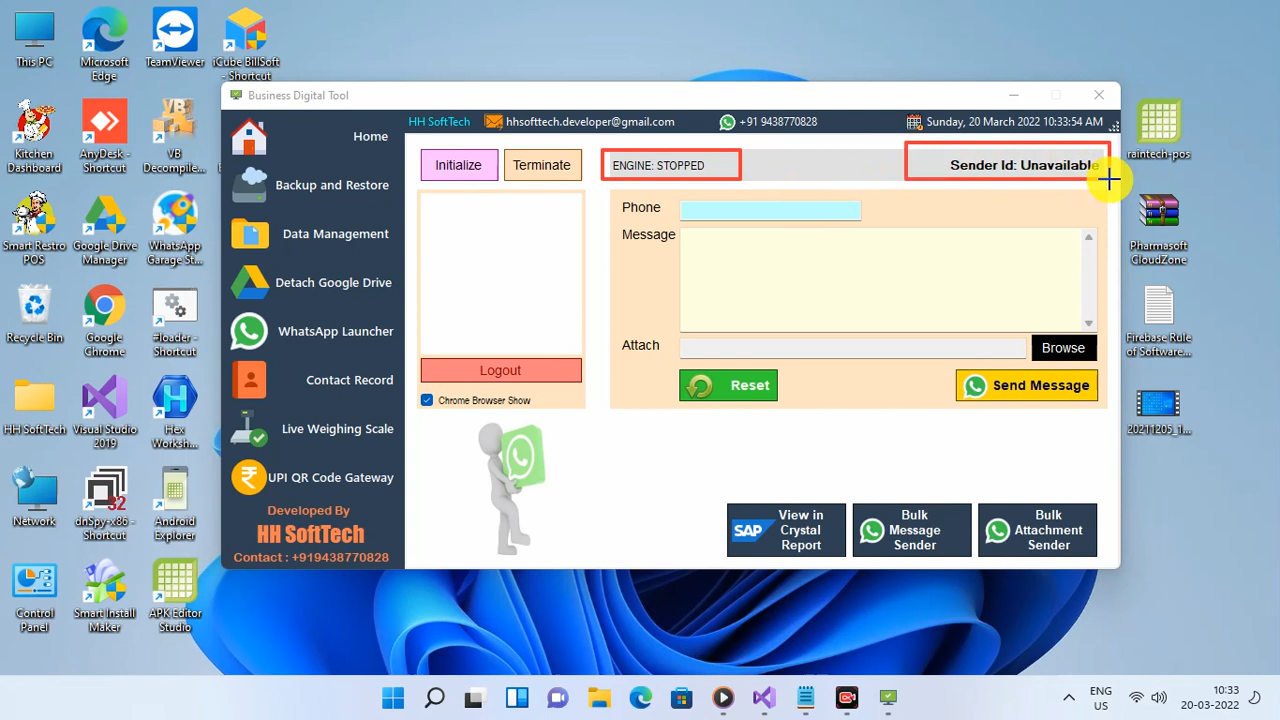 This PC
Microsoft
Edge
TeamViewer
iCube BillSoft
- Shortcut
Kitchen
Dashboard
AnyDesk -
Shortcut
VB
Decompiler
Smart Restro
POS
Google Drive
Manager
WhatsApp
Garage St...
Recycle Bin
Google
Chrome
#loader -
Shortcut
HH SoftTech
Visual Studio
2019
Hex
Worksh...
Network
dnSpy-x86 -
Shortcut
Android
Explorer
Control
Panel
Smart Install
Maker
APK Editor
Studio
Business Digital Tool
HH SoftTech
hhsofttech.developer@gmail.com
+91 9438770828
Sunday, 20 March 2022 10:33:54 AM
Home
Backup and Restore
Data Management
Detach Google Drive
WhatsApp Launcher
Contact Record
Live Weighing Scale
UPI QR Code Gateway
Developed By
HH SoftTech
Contact : +919438770828
Initialize
Terminate
ENGINE: STOPPED
Sender Id: Unavailable
Logout
Chrome Browser Show
Phone
Message
Attach
Browse
Reset
Send Message
SAP
View in
Crystal
Report
Bulk
Message
Sender
Bulk
Attachment
Sender
raintech-pos
Pharmasoft
CloudZone
Firebase Rule
of Software...
20211205_1...
ENG
US
10:33
20-03-2022